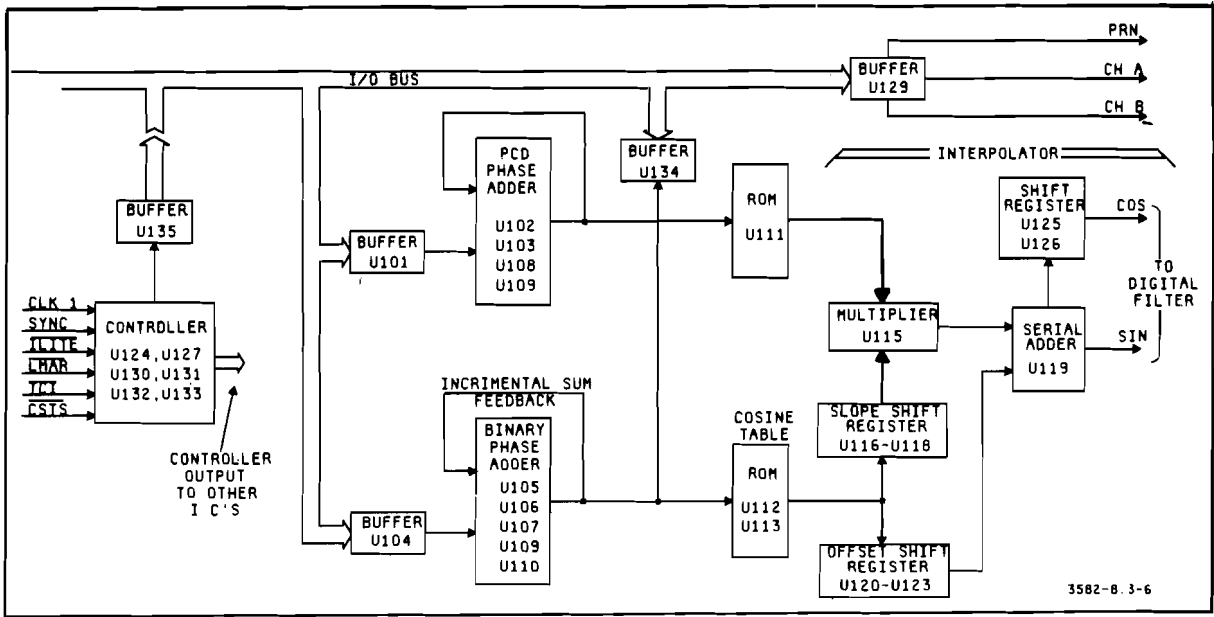 PRN
I/O BUS
BUFFER
U129
CH A
CH B
PCD
PHASE
ADDER
U102
U103
U108
U109
BUFFER
U134
INTERPOLATOR
BUFFER
U135
BUFFER
U101
ROM
U111
SHIFT
REGISTER
U125
U126
COS
TO
DIGITAL
FILTER
CLK 1
SYNC
ILITE
LMAR
TCI
CSTS
CONTROLLER
U124,U127
U130,U131
U132,U133
MULTIPLIER
U115
SERIAL
ADDER
U119
SIN
INCRIMENTAL SUM
FEEDBACK
BINARY
PHASE
ADDER
U105
U106
U107
U109
U110
COSINE
TABLE
ROM
U112
U113
SLOPE SHIFT
REGISTER
U116-U118
CONTROLLER
OUTPUT
TO OTHER
I C'S
BUFFER
U104
OFFSET SHIFT
REGISTER
U120-U123
3582-8.3-6